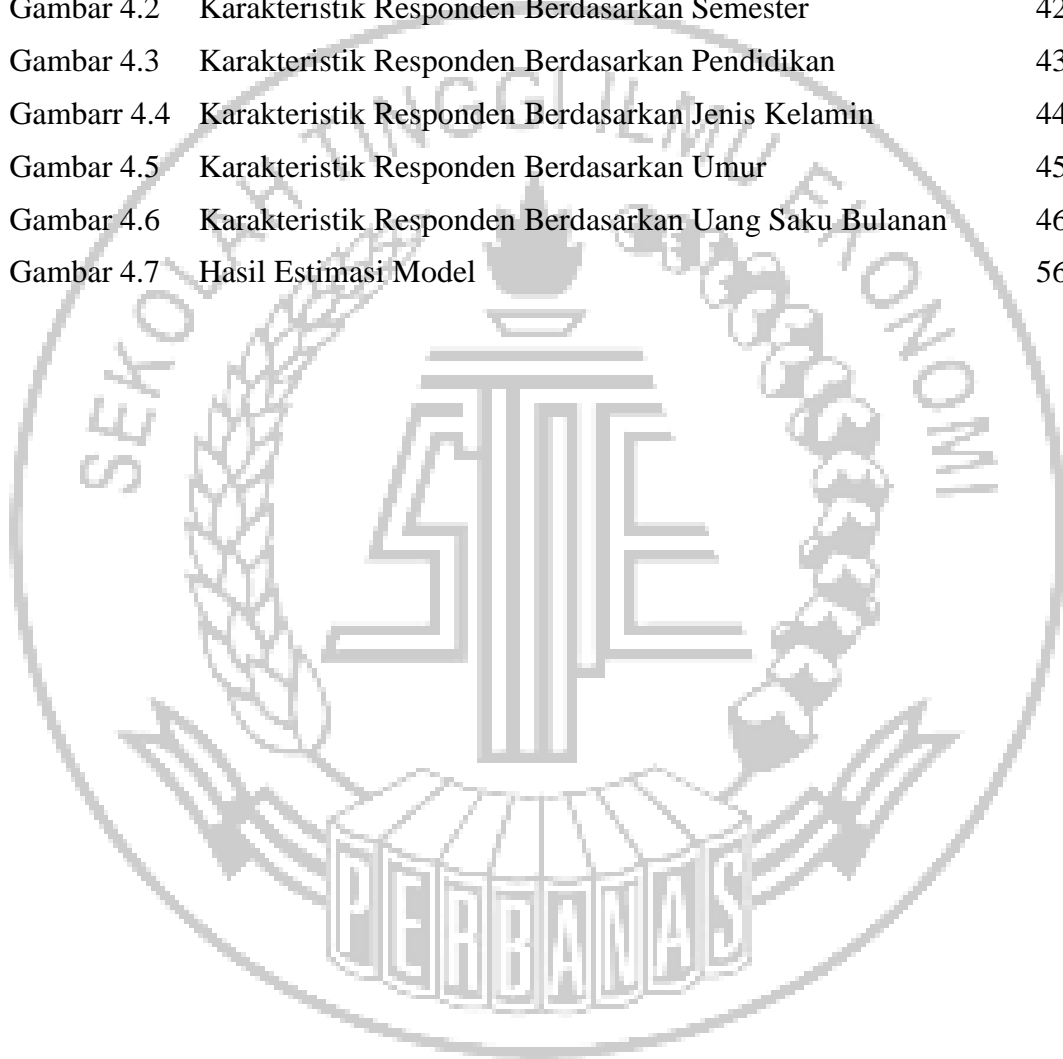 Gambar 4.2 Karakteristik Responden Berdasarkan Semester 42
Gambar 4.3 Karakteristik Responden Berdasarkan Pendidikan 43
Gambarr 4.4 Karakteristik Responden Berdasarkan Jenis Kelamin 44
Gambar 4.5 Karakteristik Responden Berdasarkan Umur 45
Gambar 4.6 Karakteristik Responden Berdasarkan Uang Saku Bulanan 46
Gambar 4.7 Hasil Estimasi Model 56
SEKOLAH TINGGI ILMU EKONOMI
STIE
PERBANAS